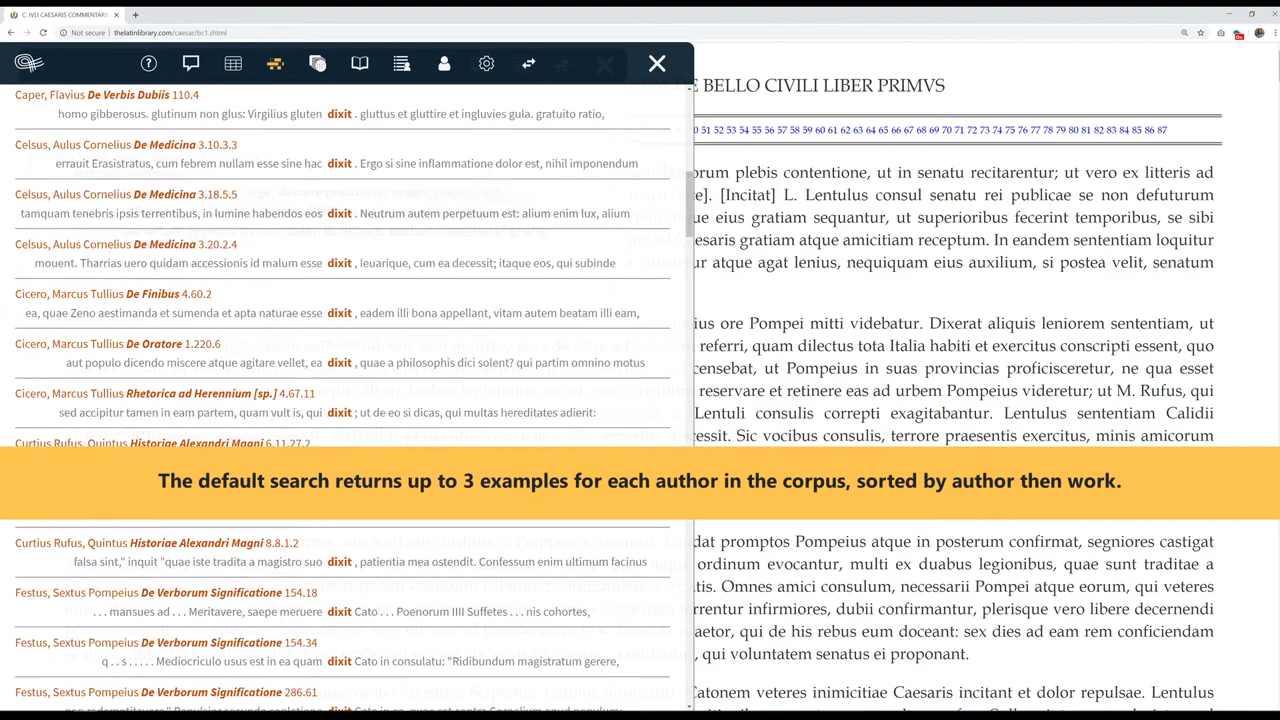 C. IVLI CAESARIS COMMENTARI
Not secure
thelatinlibrary.com/caesar/bc1.shtml
Caper, Flavius De Verbis Dubiis 110.4
homo gibberosus. glutinum non glus: Virgilius gluten dixit . gluttus et gluttire et ingluvies gula. gratuito ratio,
Celsus, Aulus Cornelius De Medicina 3.10.3.3
errauit Erasistratus, cum febrem nullam esse sine hac dixit . Ergo si sine inflammatione dolor est, nihil imponendum
Celsus, Aulus Cornelius De Medicina 3.18.5.5
tamquam tenebris ipsis terrentibus, in lumine habendos eos dixit . Neutrum autem perpetuum est: alium enim lux, alium
Celsus, Aulus Cornelius De Medicina 3.20.2.4
mouent. Tharrias uero quidam accessionis id malum esse dixit , leuarique, cum ea decessit; itaque eos, qui subinde
Cicero, Marcus Tullius De Finibus 4.60.2
ea, quae Zeno aestimanda et sumenda et apta naturae esse dixit , eadem illi bona appellant, vitam autem beatam illi eam,
Cicero, Marcus Tullius De Oratore 1.220.6
aut populo dicendo miscere atque agitare vellet, ea dixit , quae a philosophis dici solent? qui partim omnino motus
Cicero, Marcus Tullius Rhetorica ad Herennium [sp.] 4.67.11
sed accipitur tamen in eam partem, quam vult is, qui dixit ; ut de eo si dicas, qui multas hereditates adierit:
Curtius Rufus, Quintus Historiae Alexandri Magni 6.11.27.2
The default search returns up to 3 examples for each author in the corpus, sorted by author then work.
Curtius Rufus, Quintus Historiae Alexandri Magni 8.8.1.2
falsa sint," inquit "quae iste tradita a magistro suo dixit , patientia mea ostendit. Confessum enim ultimum facinus
Festus, Sextus Pompeius De Verborum Significatione 154.18
. . . mansues ad . . . Meritavere, saepe meruere dixit Cato . . . Poenorum IIII Suffetes . . . nis cohortes,
Festus, Sextus Pompeius De Verborum Significatione 154.34
q . . s . . . . . Mediocriculo usus est in ea quam dixit Cato in consulatu: "Ridibundum magistratum gerere,
Festus, Sextus Pompeius De Verborum Significatione 286.61
DE BELLO CIVILI LIBER PRIMVS
50 51 52 53 54 55 56 57 58 59 60 61 62 63 64 65 66 67 68 69 70 71 72 73 74 75 76 77 78 79 80 81 82 83 84 85 86 87
orum plebis contentione, ut in senatu recitarentur; ut vero ex litteris ad
e]. [Incitat] L. Lentulus consul senatu rei publicae se non defuturum
ue eius gratiam sequantur, ut superioribus fecerint temporibus, se sibi
esaris gratiam atque amicitiam receptum. In eandem sententiam loquitur
atur atque agat lenius, nequiquam eius auxilium, si postea velit, senatum
ius ore Pompei mitti videbatur. Dixerat aliquis leniorem sententiam, ut
referri, quam dilectus tota Italia habiti et exercitus conscripti essent, quo
censebat, ut Pompeius in suas provincias proficisceretur, ne qua esset
reservare et retinere eas ad urbem Pompeius videretur; ut M. Rufus, qui
Lentuli consulis correpti exagitabantur. Lentulus sententiam Calidii
cessit. Sic vocibus consulis, terrore praesentis exercitus, minis amicorum
dat promptos Pompeius atque in posterum confirmat, segniores castigat
ordinum evocantur, multi ex duabus legionibus, quae sunt traditae a
tis. Omnes amici consulum, necessarii Pompei atque eorum, qui veteres
rrentur infirmiores, dubii confirmantur, plerisque vero libere decernendi
aetor, qui de his rebus eum doceant: sex dies ad eam rem conficiendam
, qui voluntatem senatus ei proponant.
Catonem veteres inimicitiae Caesaris incitant et dolor repulsae. Lentulus